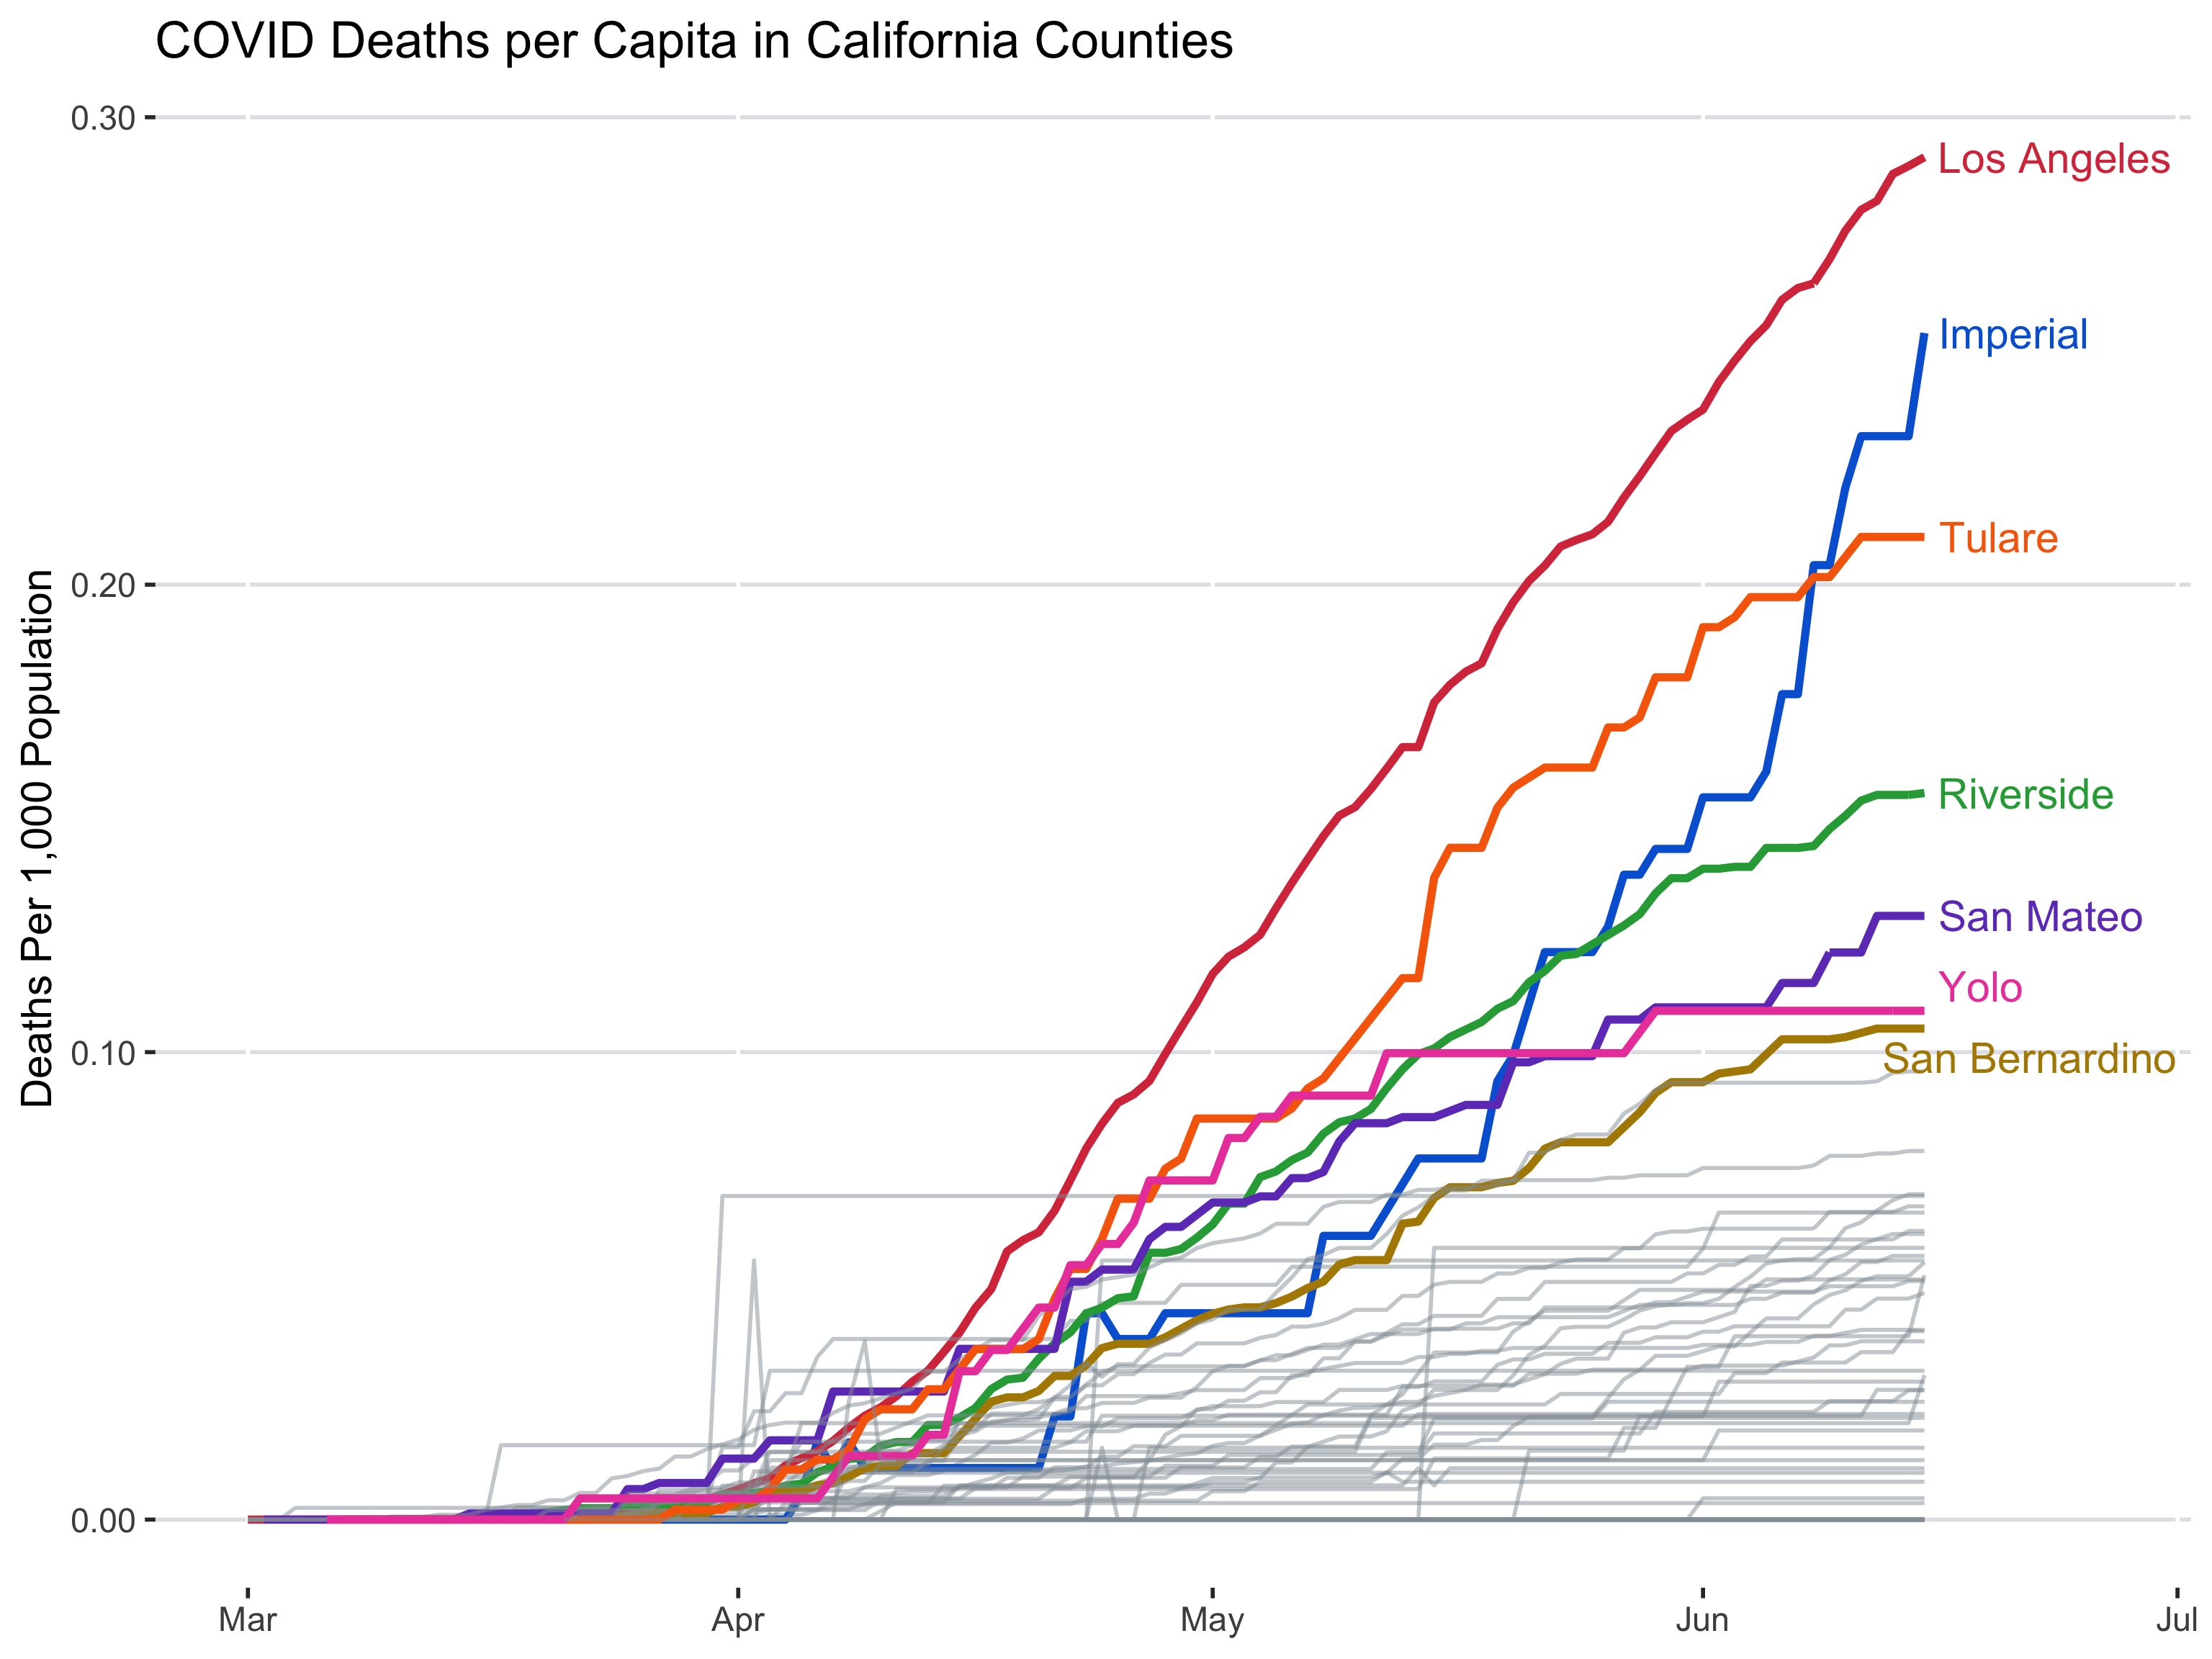 COVID Deaths per Capita in California Counties
0.30
Los Angeles
Imperial
Tulare
0.20
Deaths Per 1,000 Population
Riverside
San Mateo
Yolo
0.10
San Bernardino
0.00
Mar
Apr
May
Jun
Jul